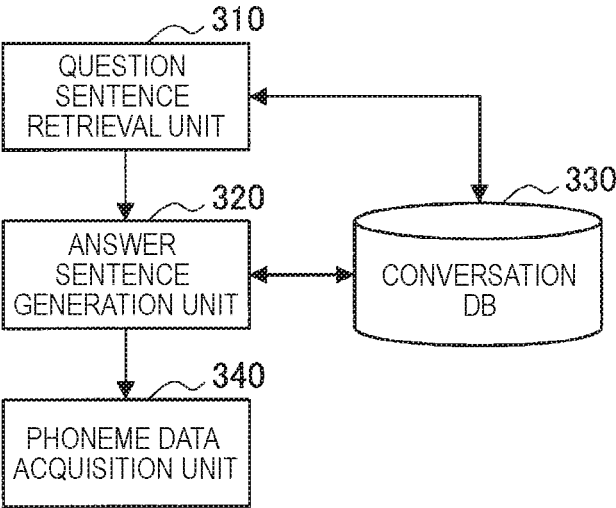 310
QUESTION
SENTENCE
RETRIEVAL UNIT
320
ANSWER
SENTENCE
GENERATION UNIT
330
CONVERSATION
DB
340
PHONEME DATA
ACQUISITION UNIT